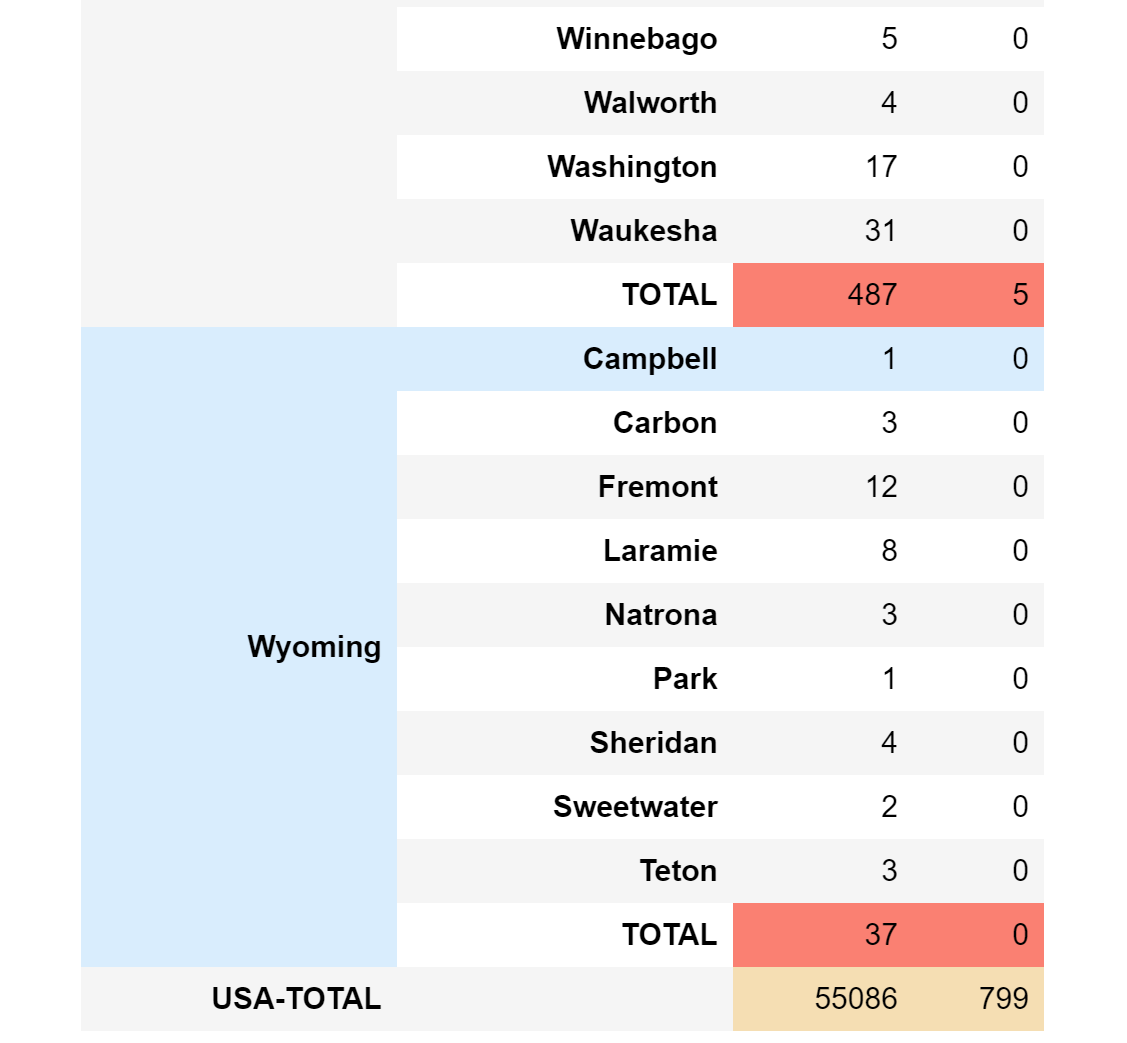 Winnebago 5 0
Walworth 4 0
Washington 17 0
Waukesha 31 0
TOTAL 487 5
Campbell 1 0
Carbon 3 0
Fremont 12 0
Laramie 8 0
Natrona 3 0
Wyoming
Park 1 0
Sheridan 4 0
Sweetwater 2 0
Teton 3 0
TOTAL 37 0
USA-TOTAL 55086 799